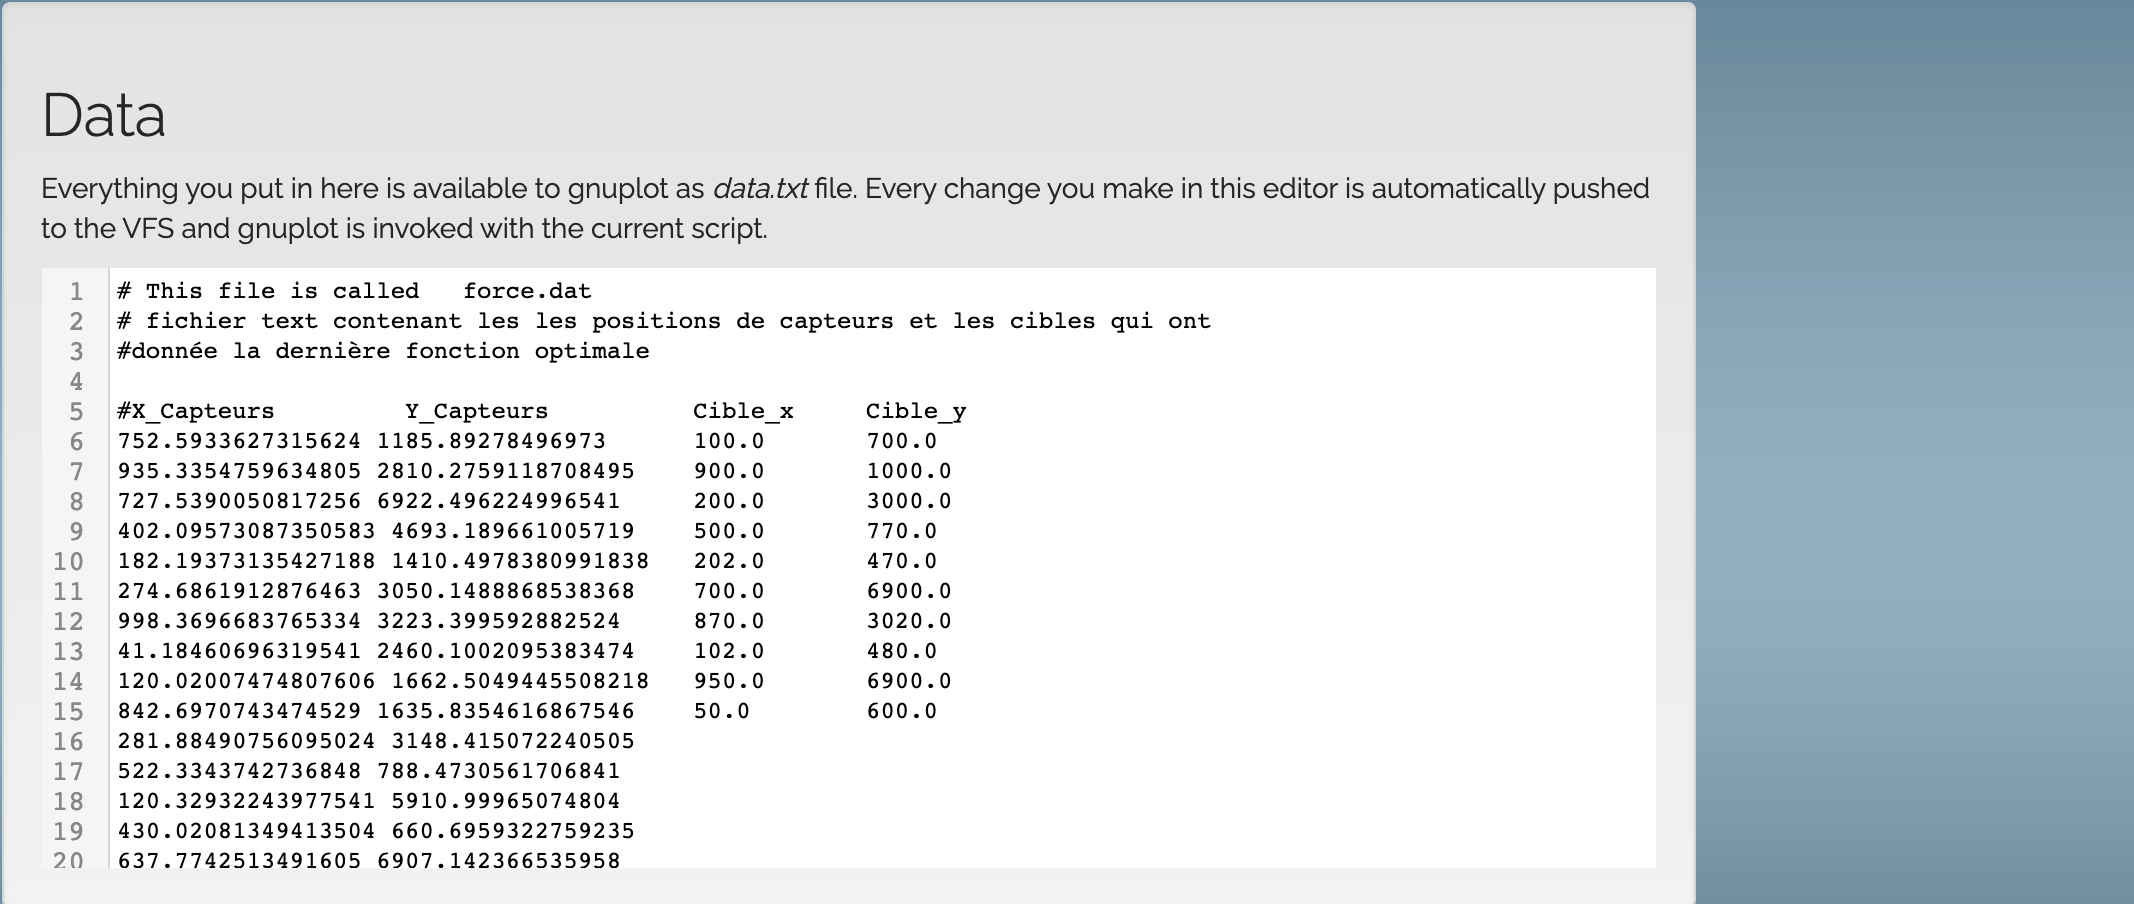 Data
Everything you put in here is available to gnuplot as data.txt file. Every change you make in this editor is automatically pushed
to the VFS and gnuplot is invoked with the current script.
1 # This file is called   force.dat
2 # fichier text contenant les les positions de capteurs et les cibles qui ont
3 #donnée la dernière fonction optimale
4
5 #X_Capteurs         Y_Capteurs          Cible_x     Cible_y
6 752.5933627315624 1185.89278496973      100.0       700.0
7 935.3354759634805 2810.2759118708495    900.0       1000.0
8 727.5390050817256 6922.496224996541     200.0       3000.0
9 402.09573087350583 4693.189661005719    500.0       770.0
10 182.19373135427188 1410.4978380991838   202.0       470.0
11 274.6861912876463 3050.1488868538368    700.0       6900.0
12 998.3696683765334 3223.399592882524     870.0       3020.0
13 41.18460696319541 2460.1002095383474    102.0       480.0
14 120.02007474807606 1662.5049445508218   950.0       6900.0
15 842.6970743474529 1635.8354616867546    50.0        600.0
16 281.88490756095024 3148.415072240505
17 522.3343742736848 788.4730561706841
18 120.32932243977541 5910.99965074804
19 430.02081349413504 660.6959322759235
20 637.7742513491605 6907.142366535958